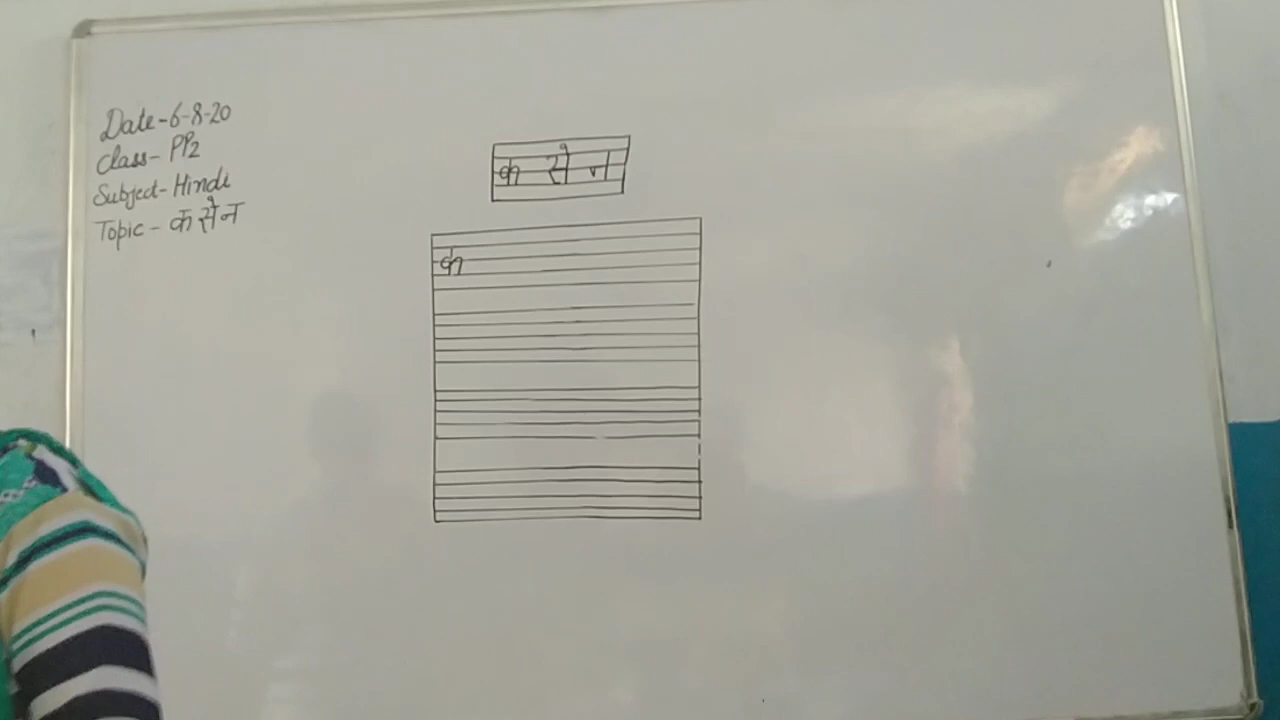 Date-6-8-20
Class- PP2
Subject-Hindi
Topic - क से न
क से न
क